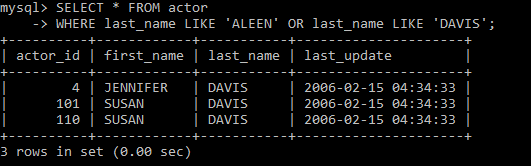 mysql> SELECT * FROM actor
    -> WHERE last_name LIKE 'ALEEN' OR last_name LIKE 'DAVIS';
+----------+------------+-----------+---------------------+
| actor_id | first_name | last_name | last_update         |
+----------+------------+-----------+---------------------+
|        4 | JENNIFER   | DAVIS     | 2006-02-15 04:34:33 |
|      101 | SUSAN      | DAVIS     | 2006-02-15 04:34:33 |
|      110 | SUSAN      | DAVIS     | 2006-02-15 04:34:33 |
+----------+------------+-----------+---------------------+
3 rows in set (0.00 sec)